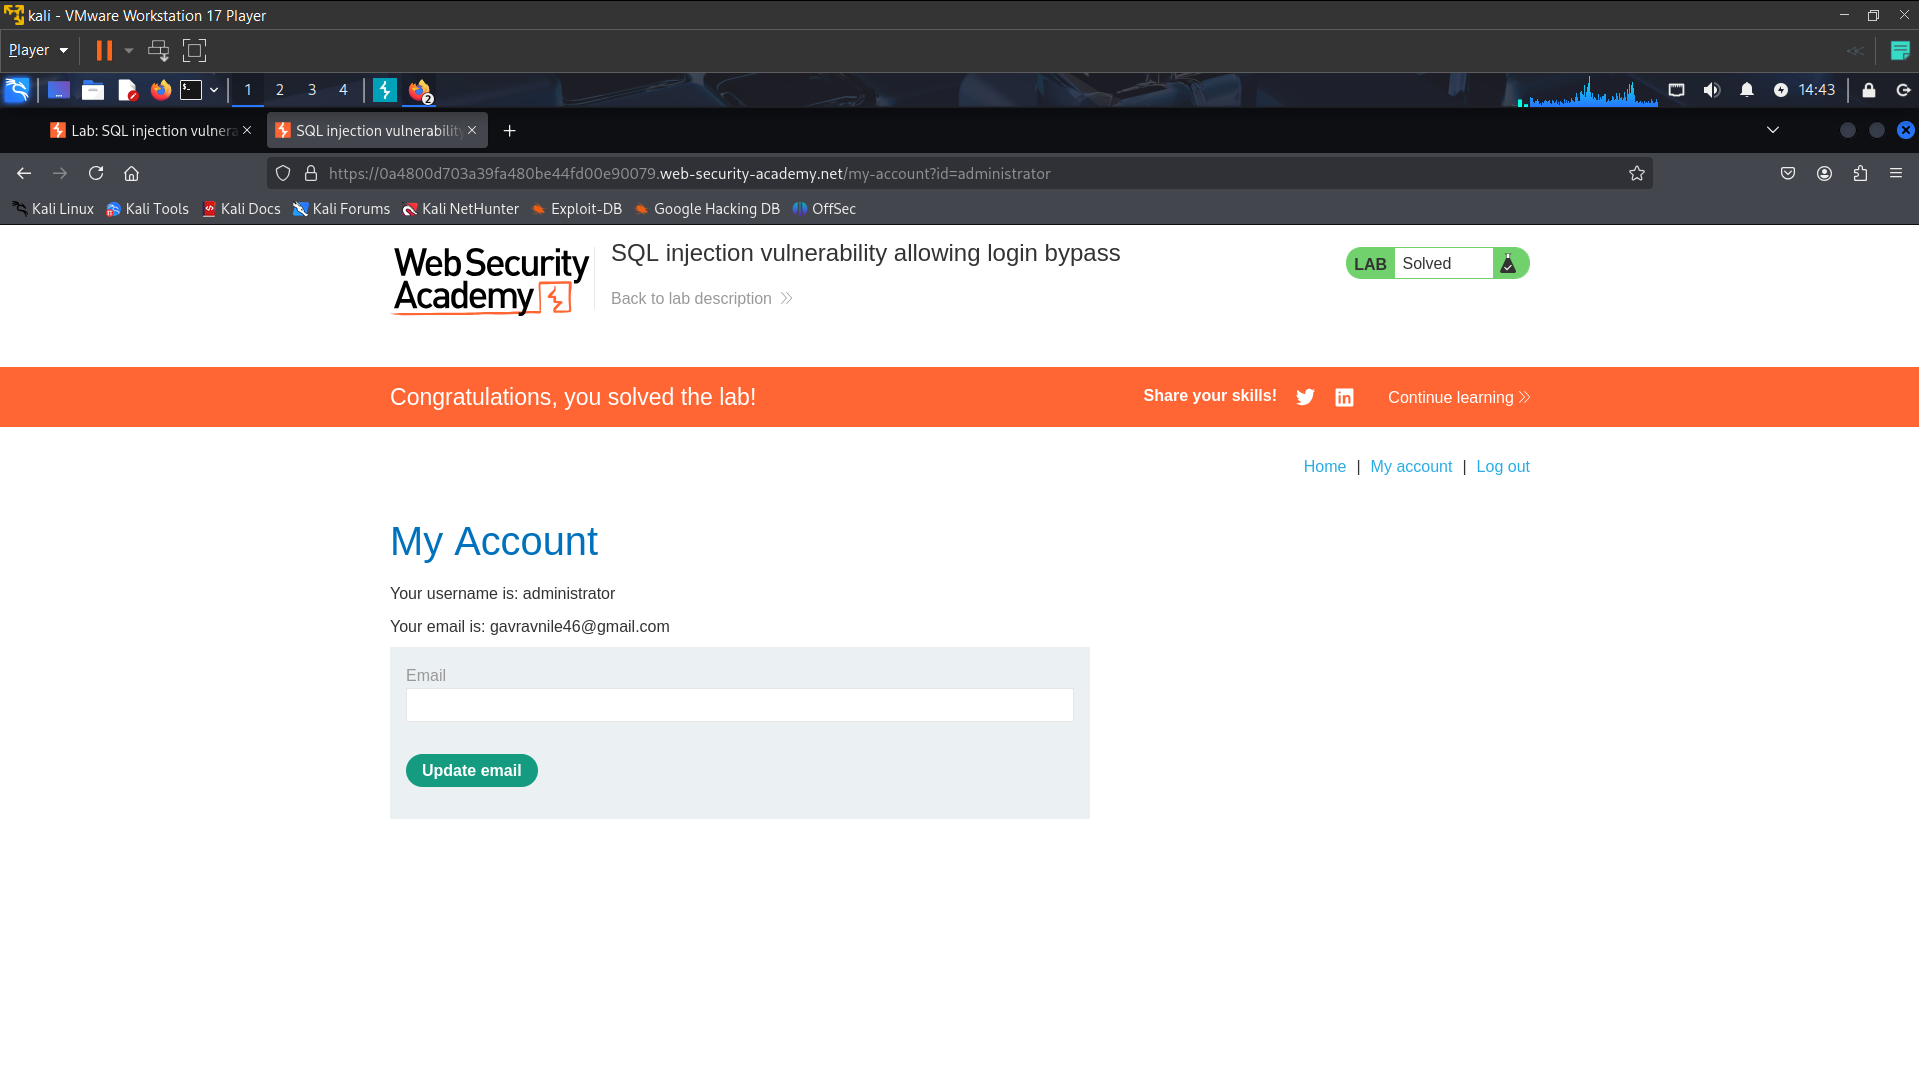 kali - VMware Workstation 17 Player
Player
1 2 3 4 2 14:43
Lab: SQL injection vulnera SQL injection vulnerability
https://0a4800d703a39fa480be44fd00e90079.web-security-academy.net/my-account?id=administrator
Kali Linux Kali Tools Kali Docs Kali Forums Kali NetHunter Exploit-DB Google Hacking DB OffSec
Web Security
Academy
SQL injection vulnerability allowing login bypass
Back to lab description
LAB Solved
Congratulations, you solved the lab! Share your skills! Continue learning
Home | My account | Log out
My Account
Your username is: administrator
Your email is: gavravnile46@gmail.com
Email
Update email